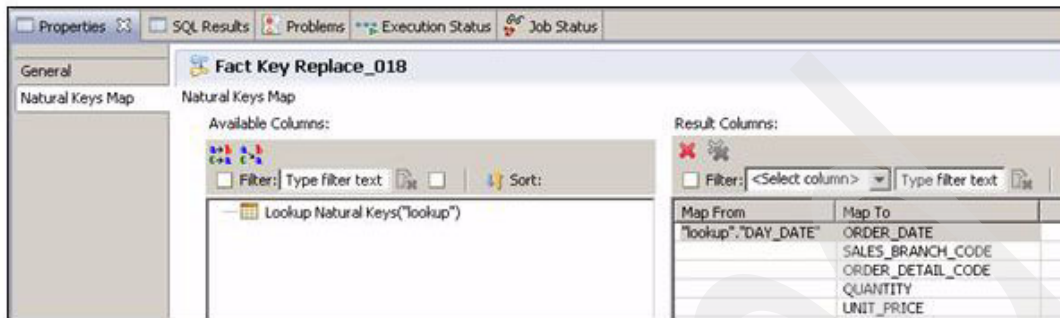 Properties SQL Results Problems Execution Status Job Status
General
Natural Keys Map
Fact Key Replace_018
Natural Keys Map
Available Columns:
Filter: Type filter text Sort:
Lookup Natural Keys("lookup")
Result Columns:
Filter: <Select column> Type filter text
Map From Map To
"lookup"."DAY_DATE" ORDER_DATE
SALES_BRANCH_CODE
ORDER_DETAIL_CODE
QUANTITY
UNIT_PRICE